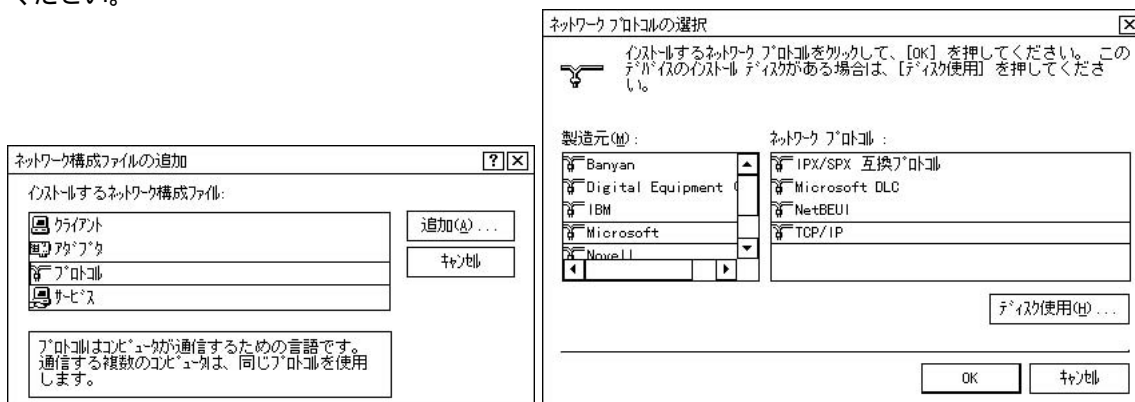 ください。
ネットワーク構成ファイルの追加
インストールするネットワーク構成ファイル:
クライアント
アダプタ
プロトコル
サービス
追加(A)...
キャンセル
プロトコルはコンピュータが通信するための言語です。
通信する複数のコンピュータは、同じプロトコルを使用
します。
ネットワーク プロトコルの選択
インストールするネットワーク プロトコルをクリックして、[OK] を押してください。 この
デバイスのインストール ディスクがある場合は、[ディスク使用] を押してくださ
い。
製造元(M):
Banyan
Digital Equipment
IBM
Microsoft
Novell
ネットワーク プロトコル:
IPX/SPX 互換プロトコル
Microsoft DLC
NetBEUI
TCP/IP
ディスク使用(H)...
OK
キャンセル